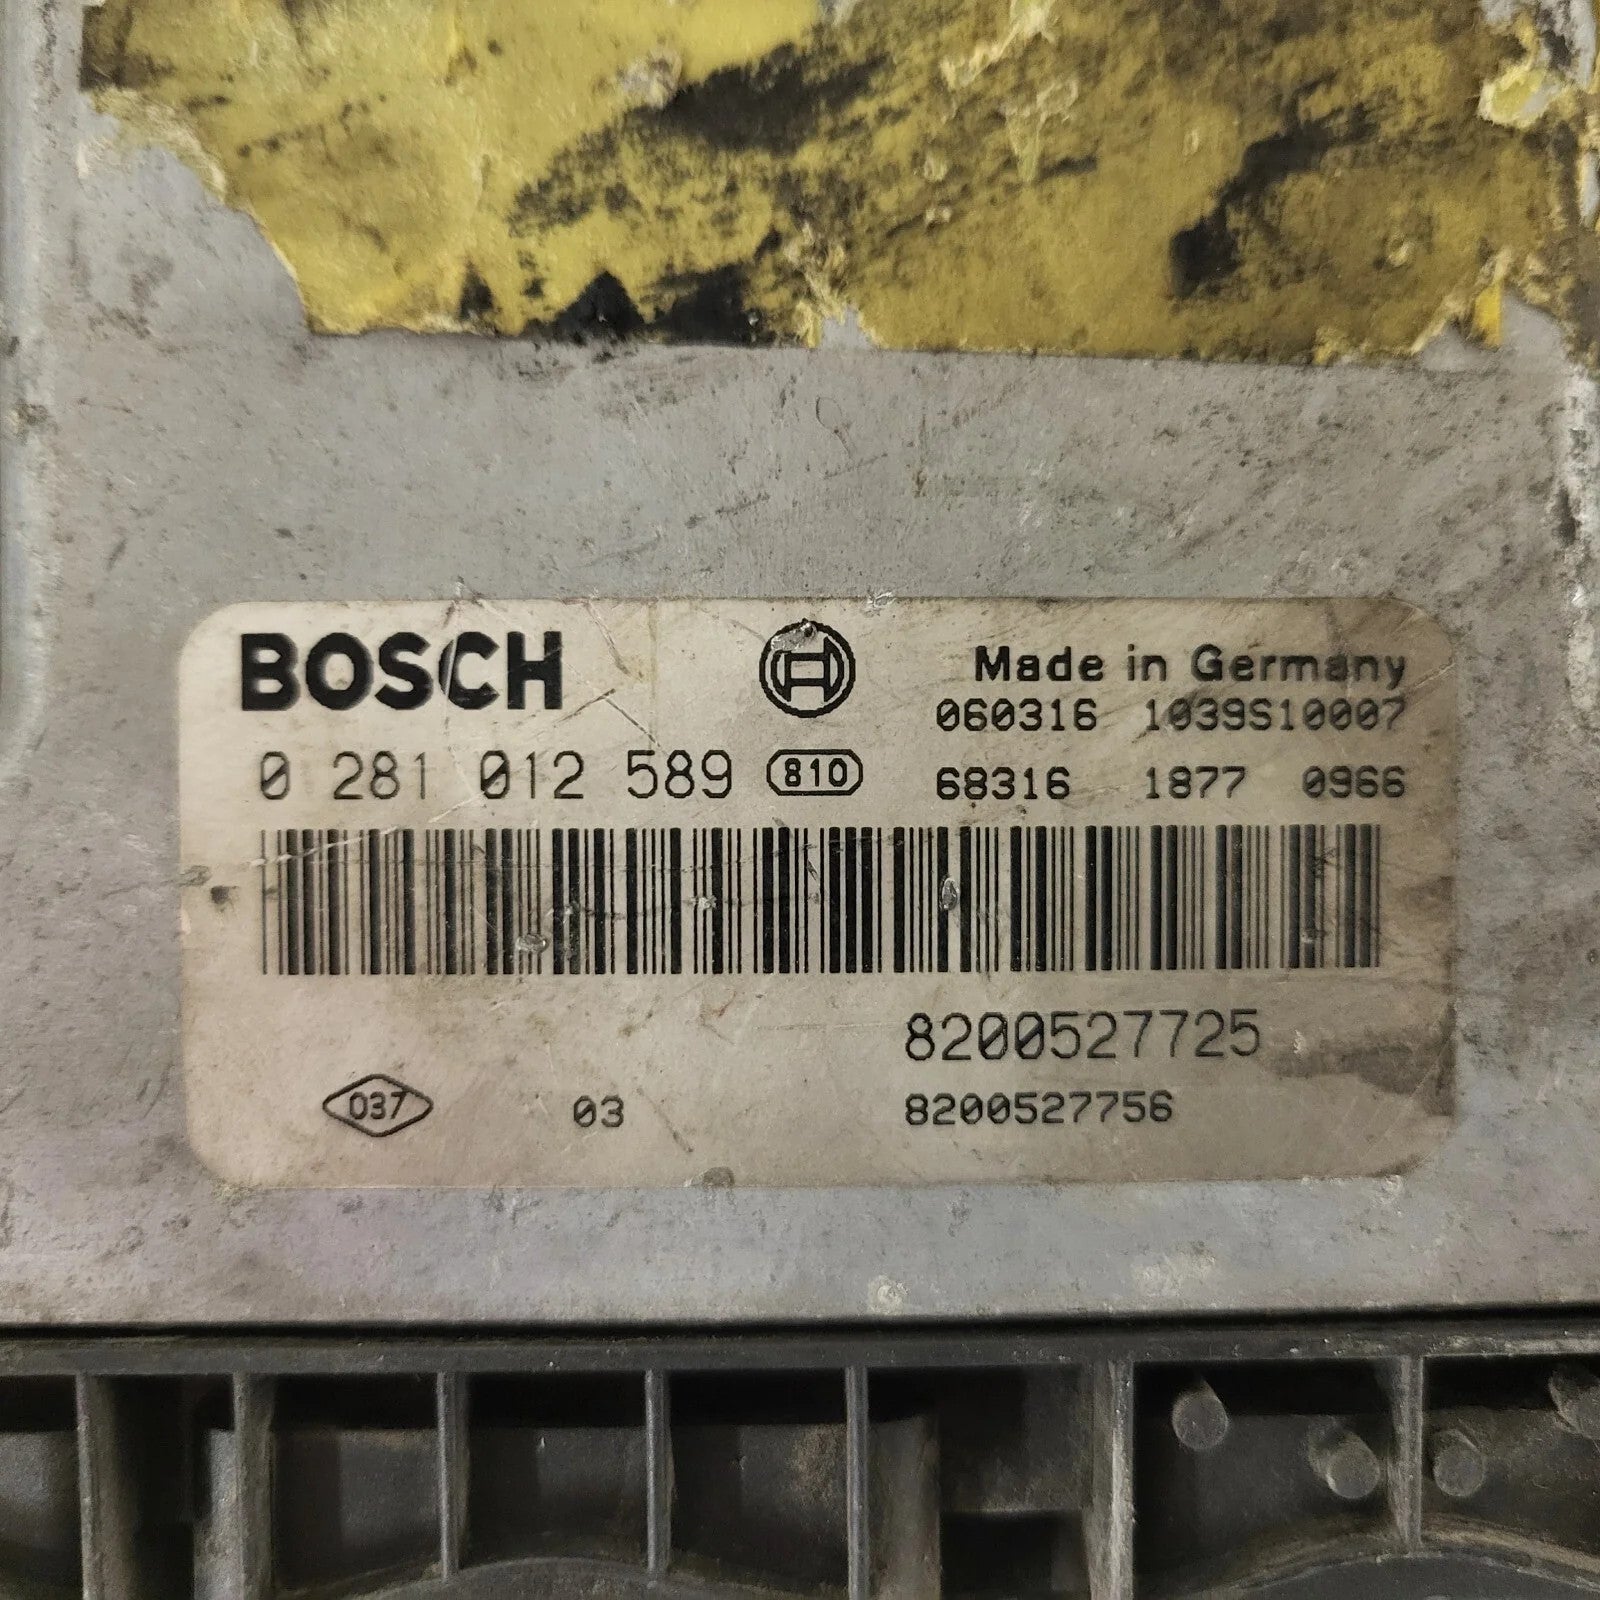 BOSCH
Made in Germany
060316 1039S10007
0 281 012 589 810
68316 1877 0966
8200527725
037 03 8200527756